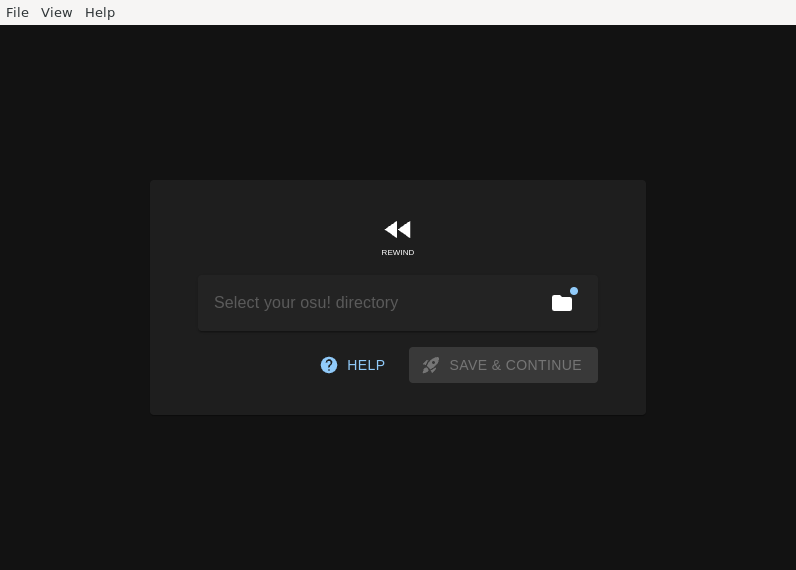 File View Help
REWIND
Select your osu! directory
HELP
SAVE & CONTINUE